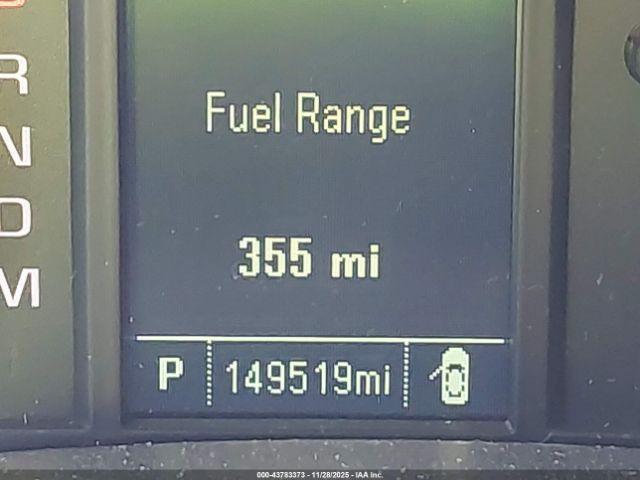 R
N
D
M
Fuel Range
355 mi
P 149519mi
000-43783373 - 11/28/2025 - IAA Inc.